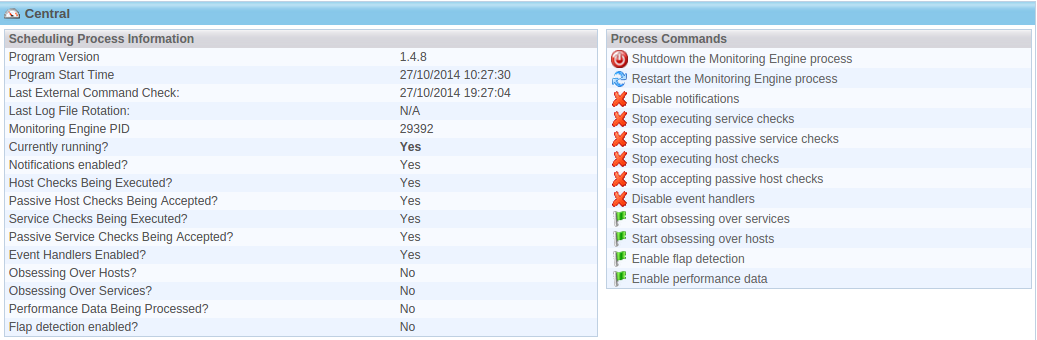 Central
Scheduling Process Information
Program Version 1.4.8
Program Start Time 27/10/2014 10:27:30
Last External Command Check: 27/10/2014 19:27:04
Last Log File Rotation: N/A
Monitoring Engine PID 29392
Currently running? Yes
Notifications enabled? Yes
Host Checks Being Executed? Yes
Passive Host Checks Being Accepted? Yes
Service Checks Being Executed? Yes
Passive Service Checks Being Accepted? Yes
Event Handlers Enabled? Yes
Obsessing Over Hosts? No
Obsessing Over Services? No
Performance Data Being Processed? No
Flap detection enabled? No
Process Commands
Shutdown the Monitoring Engine process
Restart the Monitoring Engine process
Disable notifications
Stop executing service checks
Stop accepting passive service checks
Stop executing host checks
Stop accepting passive host checks
Disable event handlers
Start obsessing over services
Start obsessing over hosts
Enable flap detection
Enable performance data